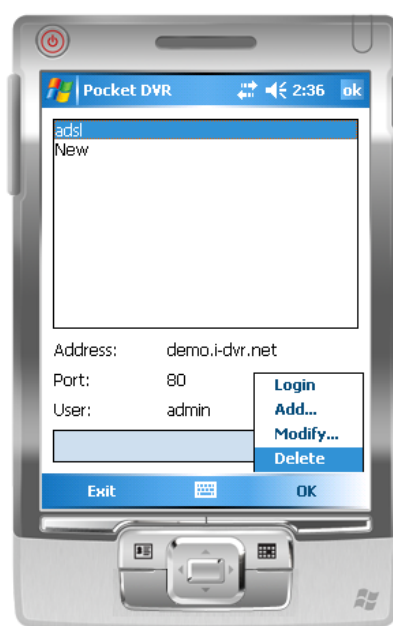 Pocket DVR 2:36 ok
adsl
New
Address: demo.i-dvr.net
Port: 80
User: admin
Login
Add...
Modify...
Delete
Exit OK